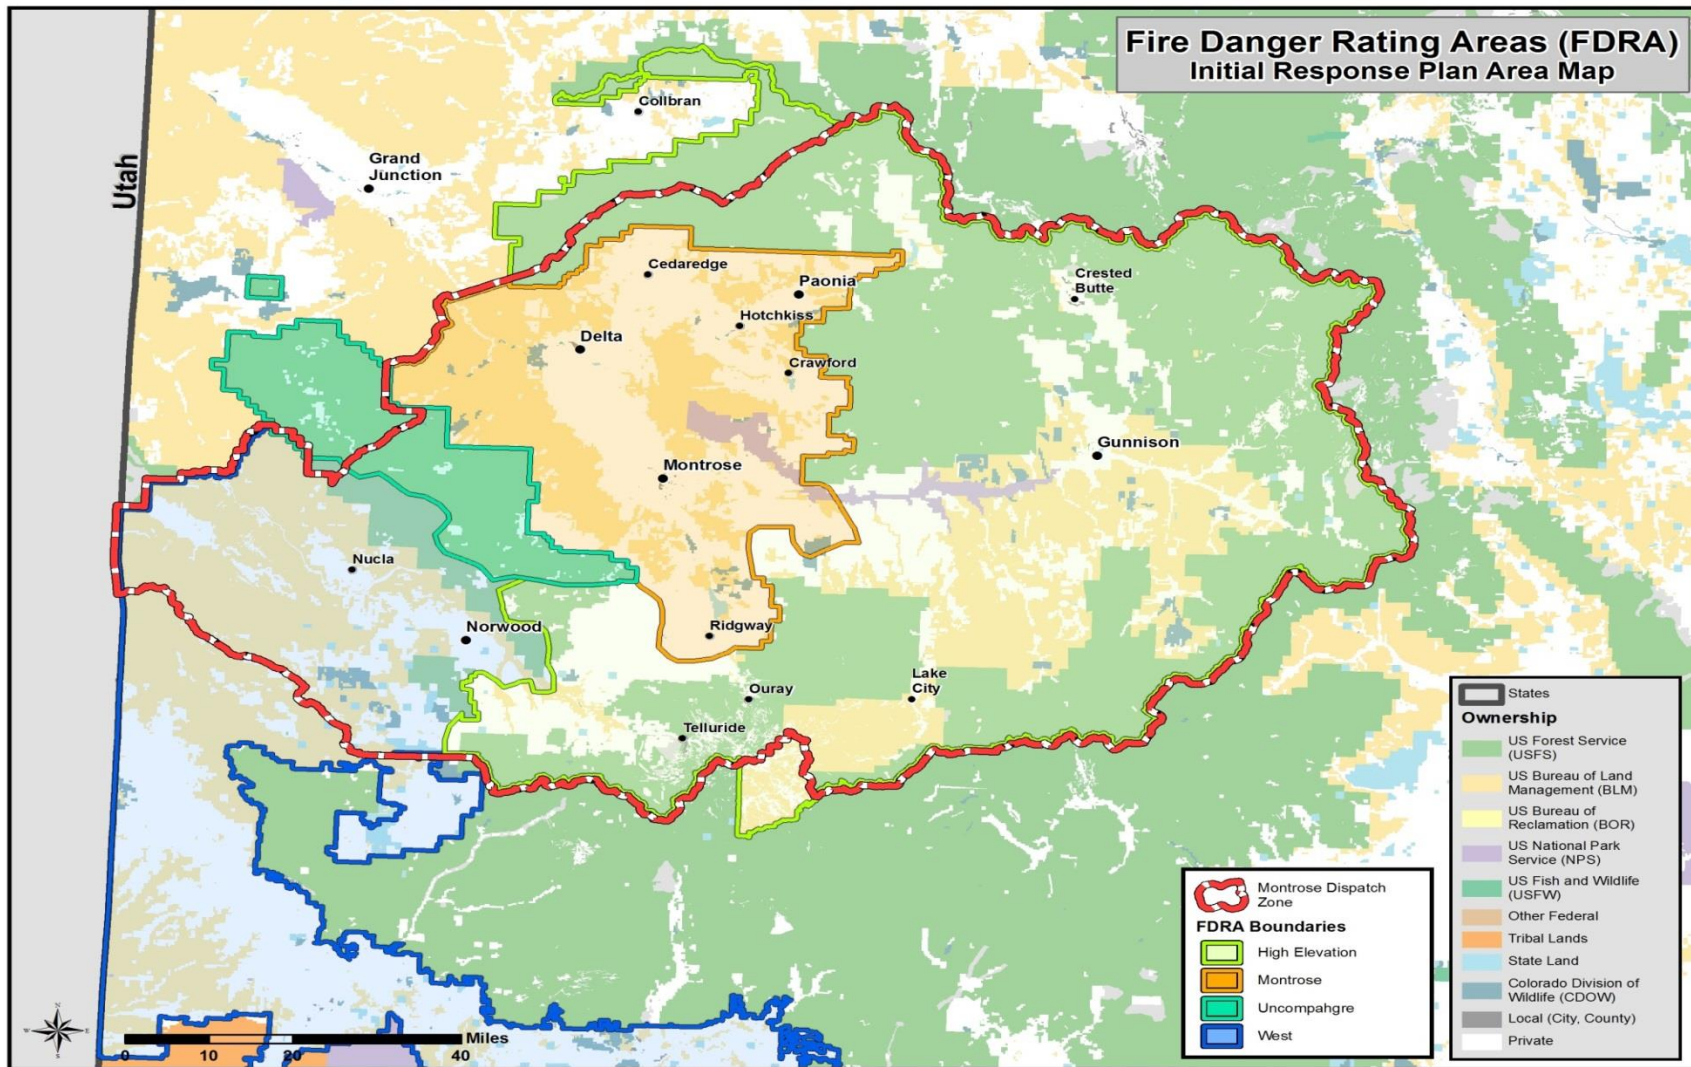 Fire Danger Rating Areas (FDRA)
Initial Response Plan Area Map
Utah
Collbran
Grand
Junction
Cedaredge
Paonia
Crested
Butte
Hotchkiss
Delta
Crawford
Gunnison
Montrose
Nucla
Norwood
Ridgway
Ouray
Lake
City
Telluride
States
Ownership
US Forest Service
(USFS)
US Bureau of Land
Management (BLM)
US Bureau of
Reclamation (BOR)
US National Park
Service (NPS)
US Fish and Wildlife
(USFW)
Other Federal
Tribal Lands
State Land
Colorado Division of
Wildlife (CDOW)
Local (City, County)
Private
Montrose Dispatch
Zone
FDRA Boundaries
High Elevation
Montrose
Uncompahgre
West
N
W E
S
Miles
0 10 20 40